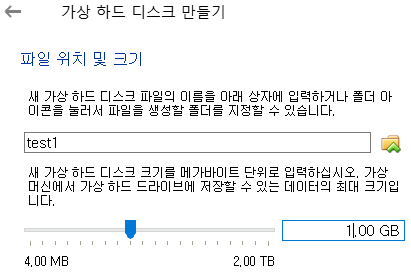 가상 하드 디스크 만들기
파일 위치 및 크기
새 가상 하드 디스크 파일의 이름을 아래 상자에 입력하거나 폴더 아
이콘을 눌러서 파일을 생성할 폴더를 지정할 수 있습니다.
test1
새 가상 하드 디스크 크기를 메가바이트 단위로 입력하십시오. 가상
머신에서 가상 하드 드라이브에 저장할 수 있는 데이터의 최대 크기입
니다.
1,00 GB
4,00 MB 2,00 TB